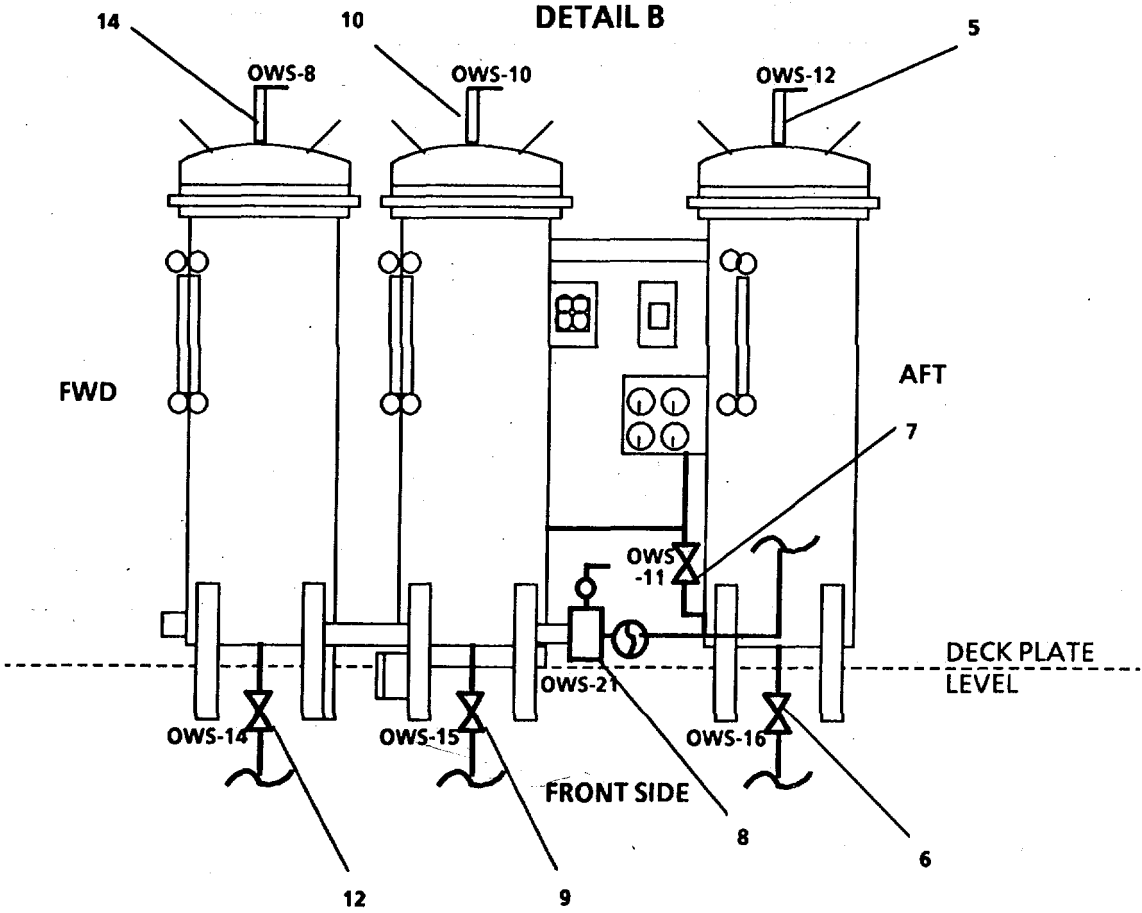 DETAIL B
14
10
5
OWS-8
OWS-10
OWS-12
FWD
AFT
7
OWS
-11
DECK PLATE
LEVEL
OWS-21
OWS-14
OWS-15
OWS-16
FRONT SIDE
8
6
12
9